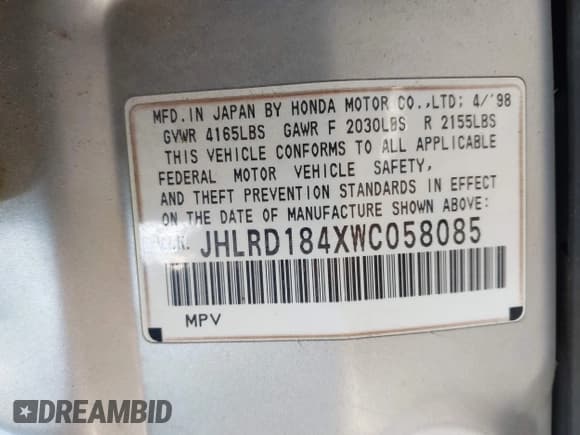 MFD.IN JAPAN BY HONDA MOTOR CO.,LTD; 4/'98
GVWR 4165LBS GAWR F 2030LBS R 2155LBS
THIS VEHICLE CONFORMS TO ALL APPLICABLE
FEDERAL MOTOR VEHICLE SAFETY,
AND THEFT PREVENTION STANDARDS IN EFFECT
ON THE DATE OF MANUFACTURE SHOWN ABOVE:
V.I.N. JHLRD184XWC058085
MPV
DREAMBID